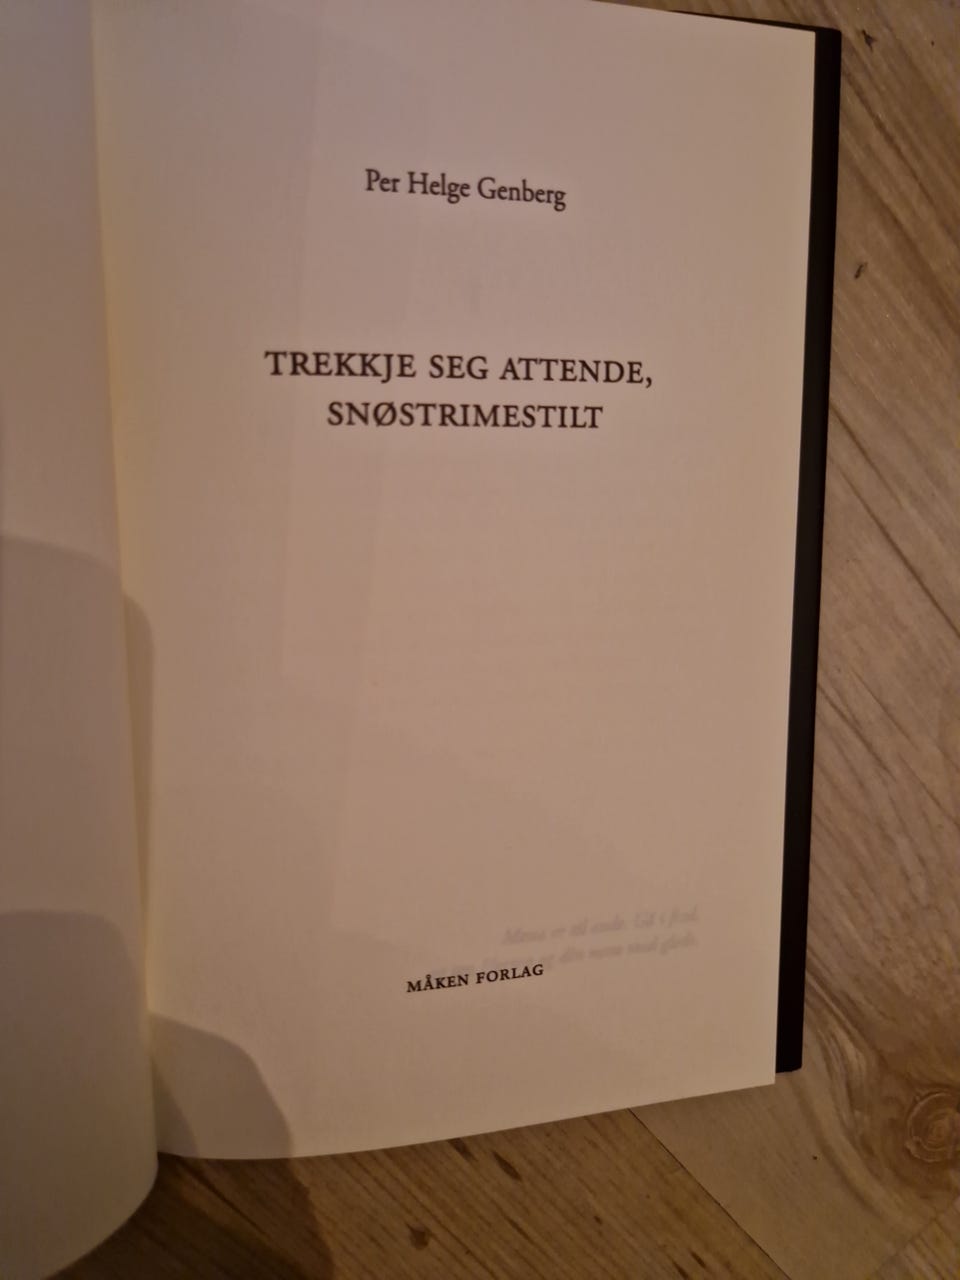 Per Helge Genberg
TREKKJE SEG ATTENDE,
SNØSTRIMESTILT
MÅKEN FORLAG